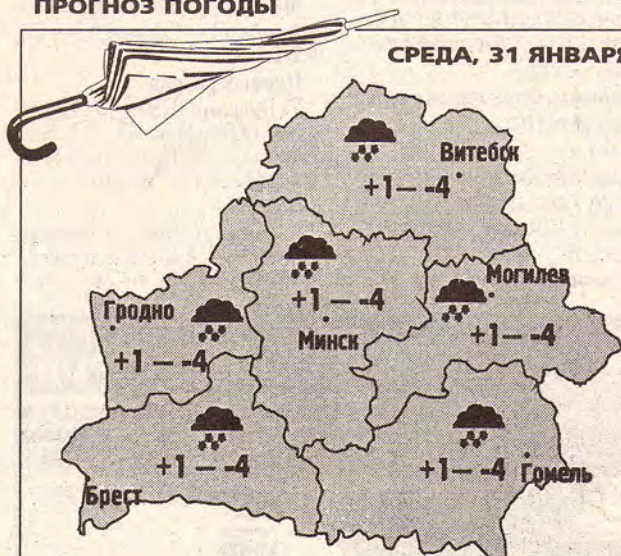 ПРОГНОЗ ПОГОДЫ
СРЕДА, 31 ЯНВАРЯ
Витебск
+1 — -4
+1 — -4
Минск
Могилев
+1 — -4
Гродно
+1 — -4
+1 — -4
Брест
+1 — -4
Гомель